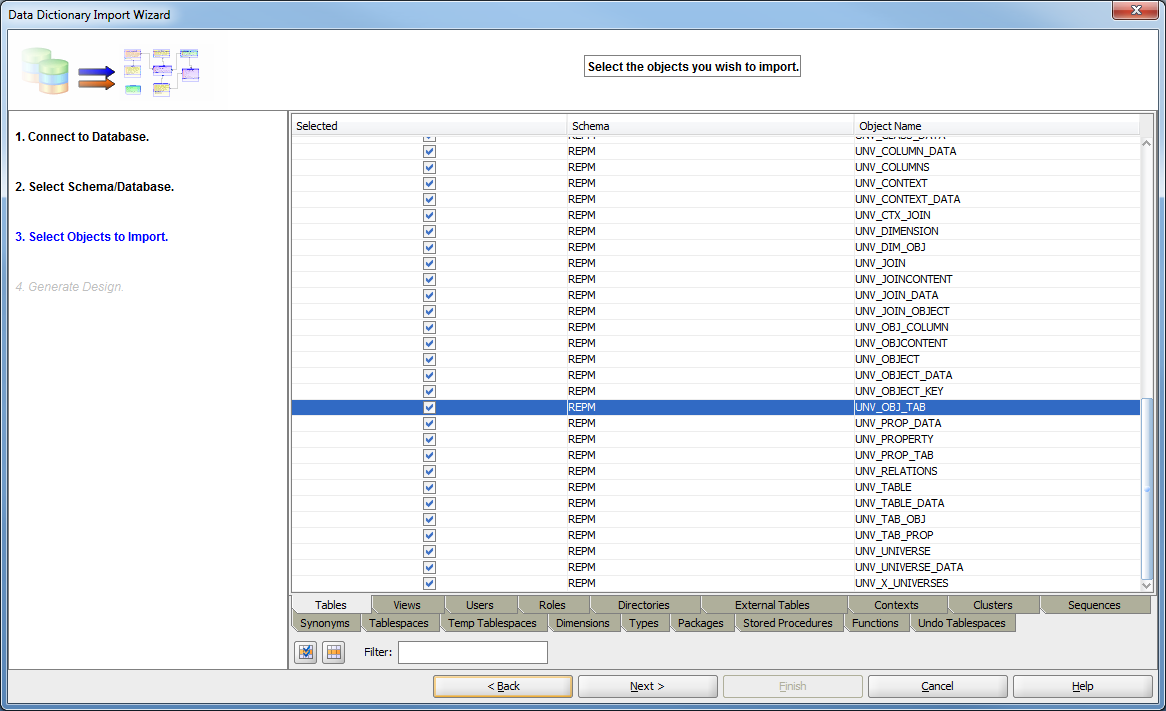 Data Dictionary Import Wizard
Select the objects you wish to import.
1. Connect to Database.
2. Select Schema/Database.
3. Select Objects to Import.
4. Generate Design.
Selected Schema Object Name
REPM UNV_CLASS_DATA
REPM UNV_COLUMN_DATA
REPM UNV_COLUMNS
REPM UNV_CONTEXT
REPM UNV_CONTEXT_DATA
REPM UNV_CTX_JOIN
REPM UNV_DIMENSION
REPM UNV_DIM_OBJ
REPM UNV_JOIN
REPM UNV_JOINCONTENT
REPM UNV_JOIN_DATA
REPM UNV_JOIN_OBJECT
REPM UNV_OBJ_COLUMN
REPM UNV_OBJCONTENT
REPM UNV_OBJECT
REPM UNV_OBJECT_DATA
REPM UNV_OBJECT_KEY
REPM UNV_OBJ_TAB
REPM UNV_PROP_DATA
REPM UNV_PROPERTY
REPM UNV_PROP_TAB
REPM UNV_RELATIONS
REPM UNV_TABLE
REPM UNV_TABLE_DATA
REPM UNV_TAB_OBJ
REPM UNV_TAB_PROP
REPM UNV_UNIVERSE
REPM UNV_UNIVERSE_DATA
REPM UNV_X_UNIVERSES
Tables Views Users Roles Directories External Tables Contexts Clusters Sequences
Synonyms Tablespaces Temp Tablespaces Dimensions Types Packages Stored Procedures Functions Undo Tablespaces
Filter:
< Back Next > Finish Cancel Help